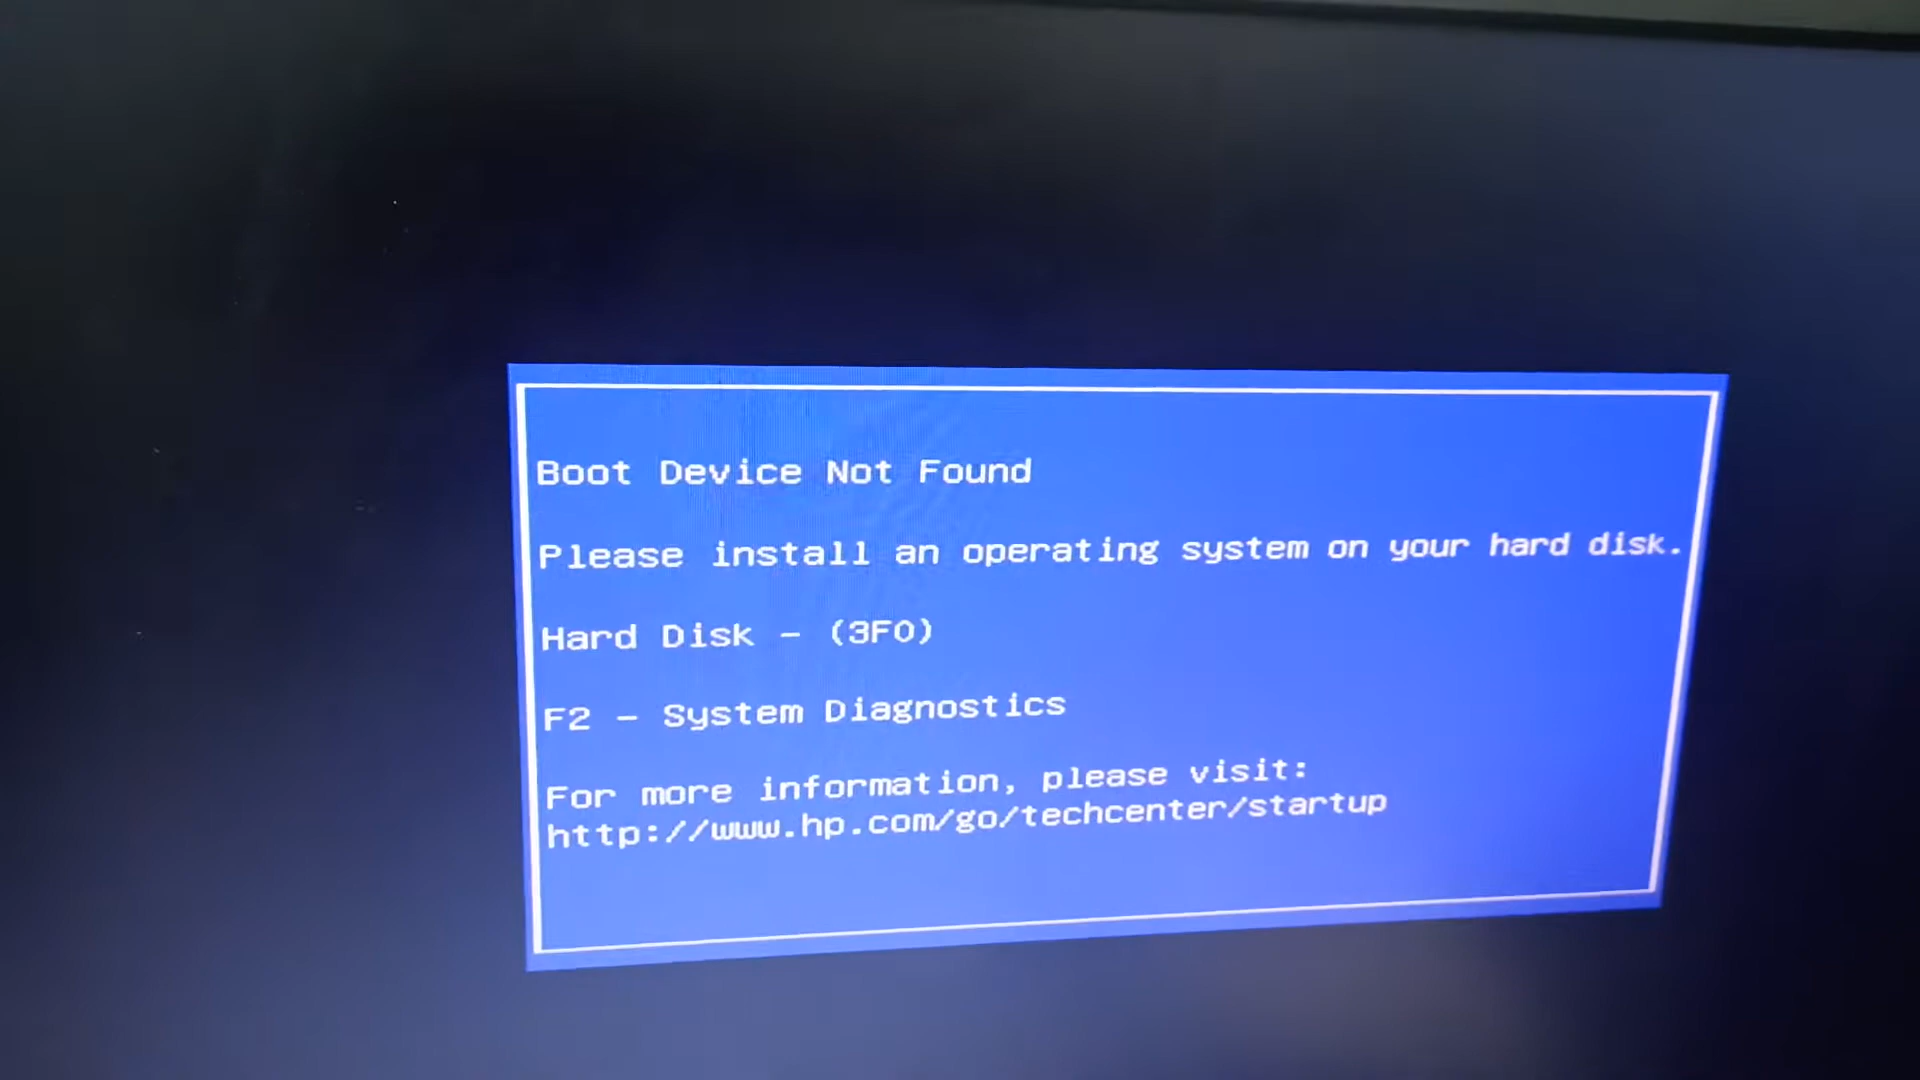 Boot Device Not Found
Please install an operating system on your hard disk.
Hard Disk - (3F0)
F2 - System Diagnostics
For more information, please visit:
http://www.hp.com/go/techcenter/startup